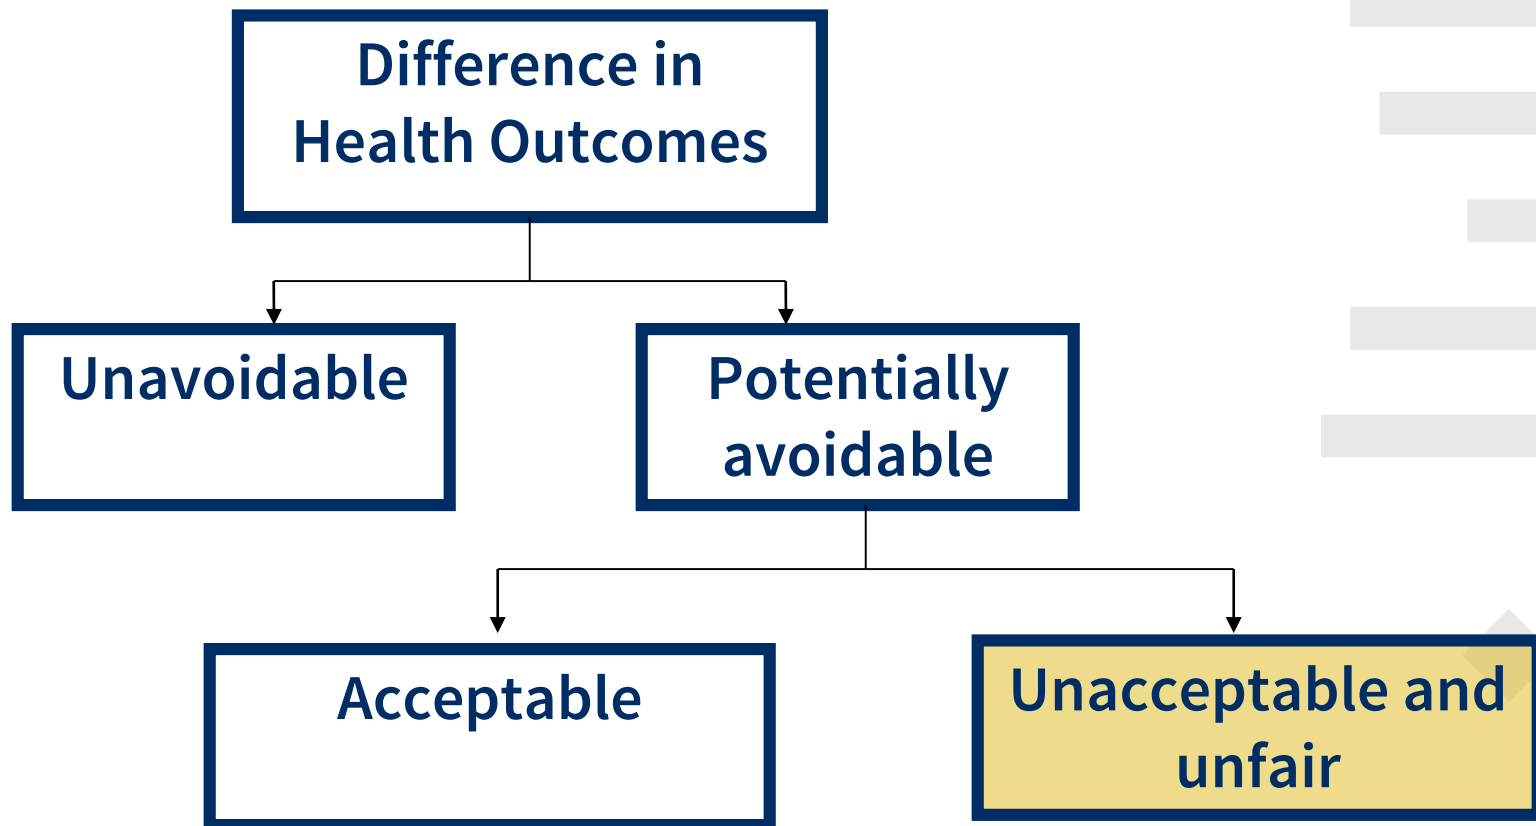 Difference in
Health Outcomes
Unavoidable
Potentially
avoidable
Acceptable
Unacceptable and
unfair